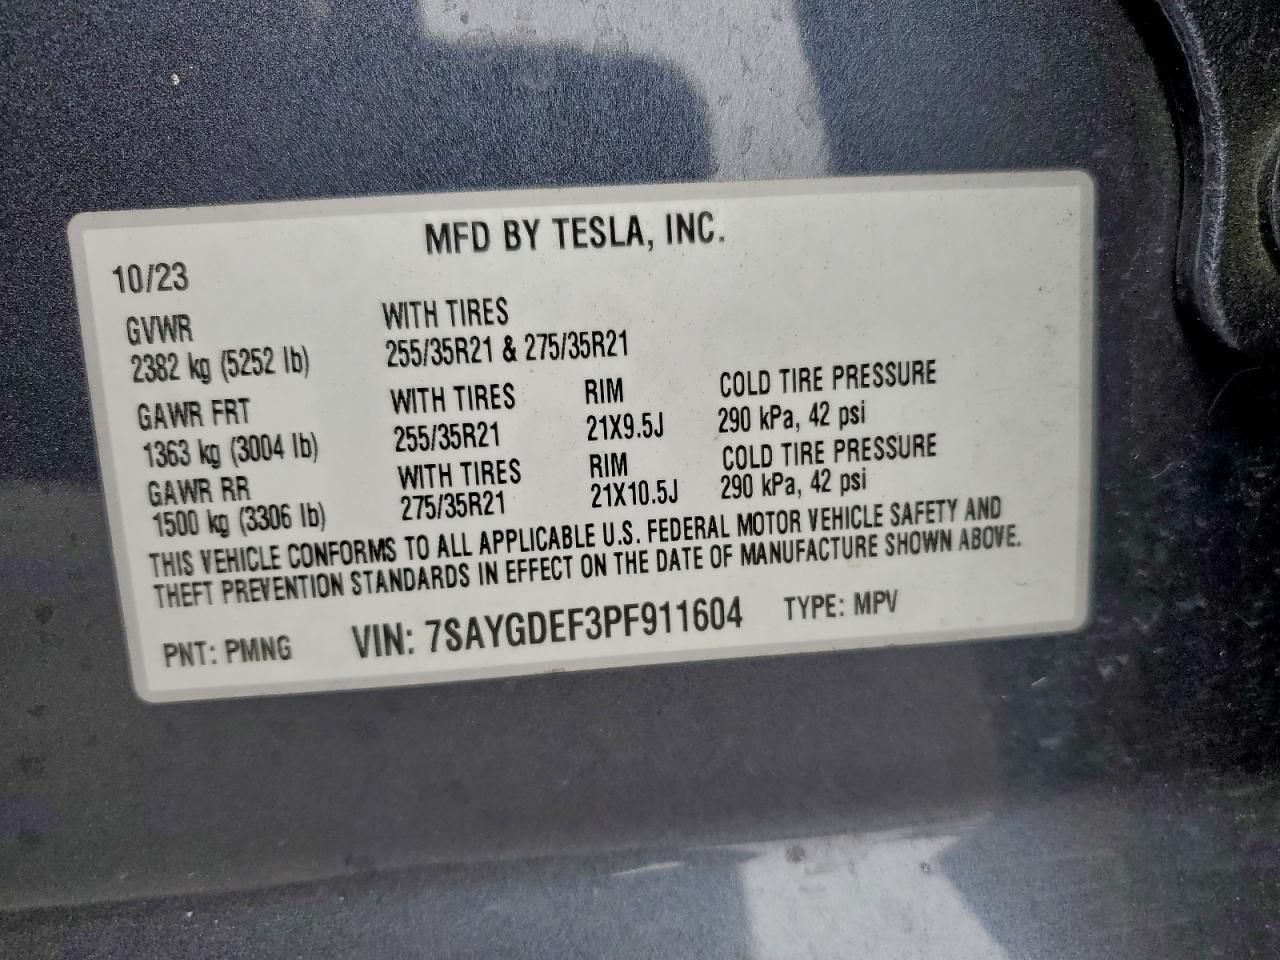 MFD BY TESLA, INC.
10/23
GVWR WITH TIRES
2382 kg (5252 lb) 255/35R21 & 275/35R21
GAWR FRT WITH TIRES RIM COLD TIRE PRESSURE
1363 kg (3004 lb) 255/35R21 21X9.5J 290 kPa, 42 psi
GAWR RR WITH TIRES RIM COLD TIRE PRESSURE
1500 kg (3306 lb) 275/35R21 21X10.5J 290 kPa, 42 psi
THIS VEHICLE CONFORMS TO ALL APPLICABLE U.S. FEDERAL MOTOR VEHICLE SAFETY AND
THEFT PREVENTION STANDARDS IN EFFECT ON THE DATE OF MANUFACTURE SHOWN ABOVE.
PNT: PMNG VIN: 7SAYGDEF3PF911604 TYPE: MPV